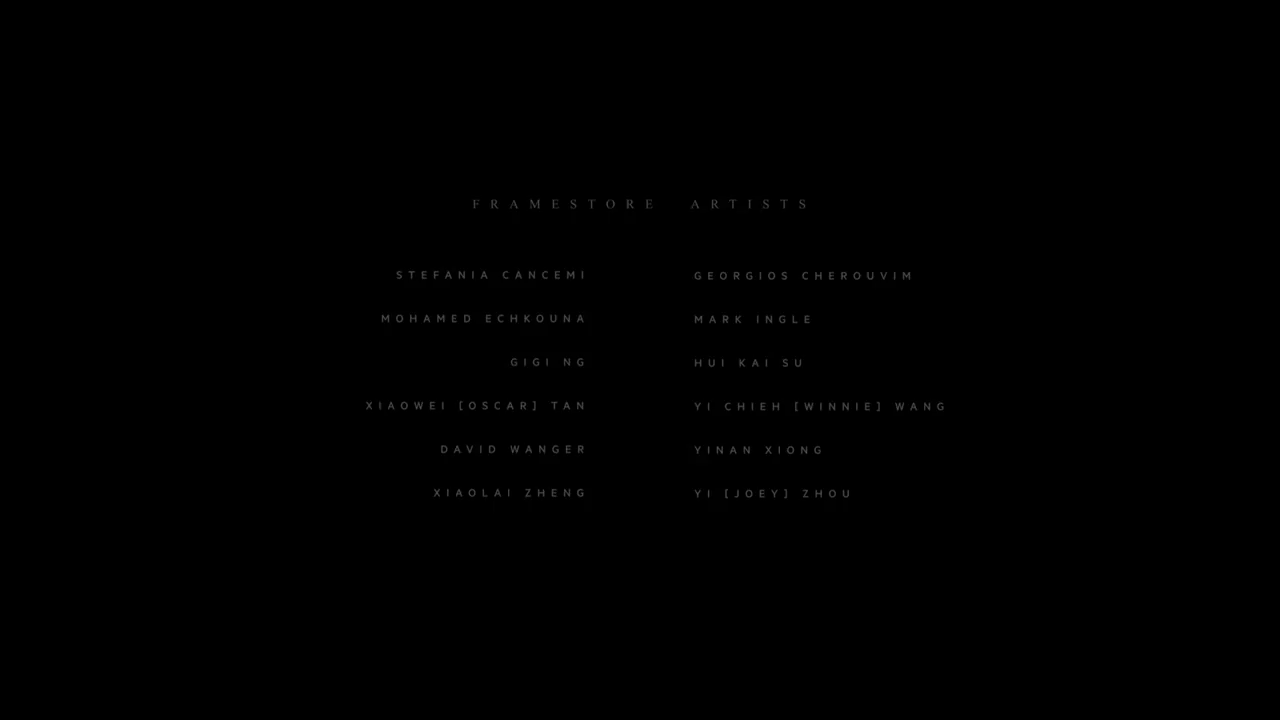 FRAMESTORE ARTISTS
STEFANIA CANCEMI GEORGIOS CHEROUVIM
MOHAMED ECHKOUNA MARK INGLE
GIGI NG HUI KAI SU
XIAOWEI [OSCAR] TAN YI CHIEH [WINNIE] WANG
DAVID WANGER YINAN XIONG
XIAOLAI ZHENG YI [JOEY] ZHOU